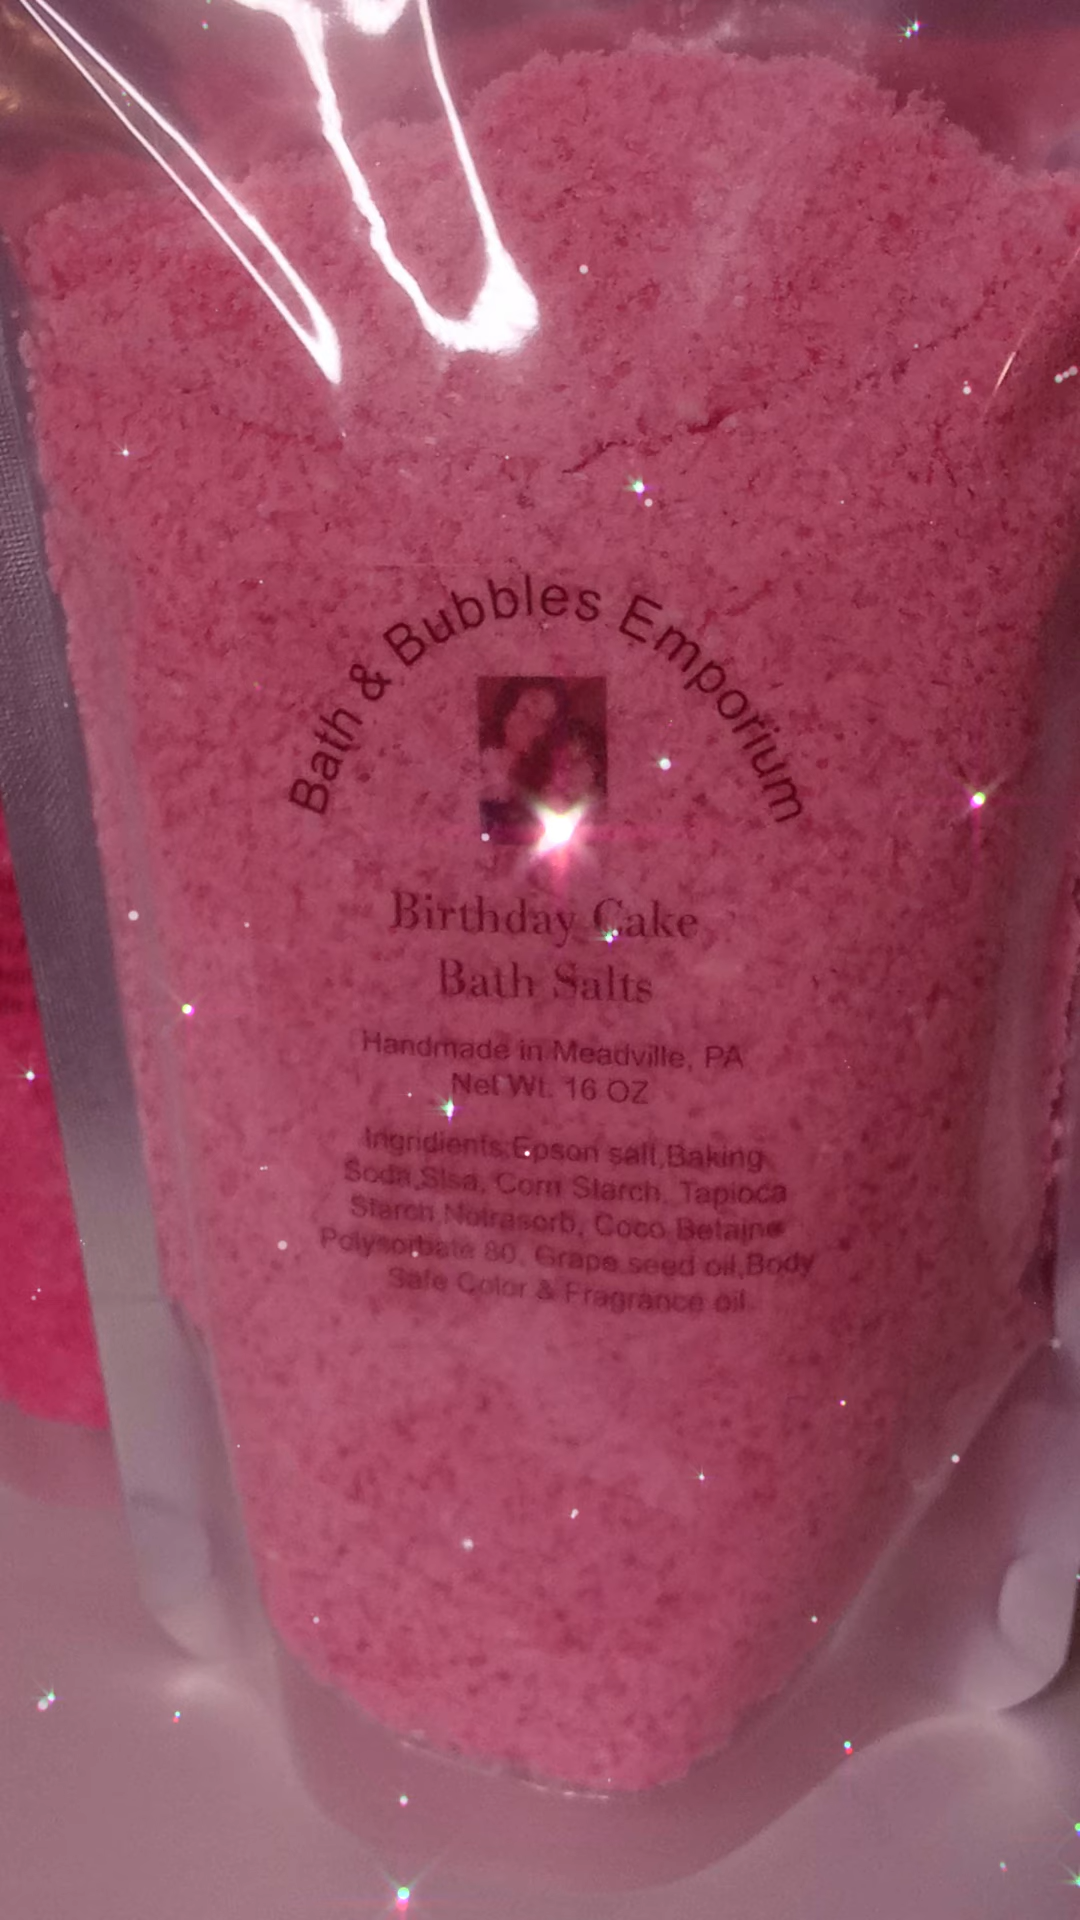 Bath & Bubbles Emporium
Birthday Cake
Bath Salts
Handmade in Meadville, PA
Net Wt. 16 OZ
Ingridients:Epson salt,Baking
Soda,Slsa, Corn Starch, Tapioca
Starch,Natrasorb, Coco Betaine
Polysorbate 80, Grape seed oil,Body
Safe Color & Fragrance oil